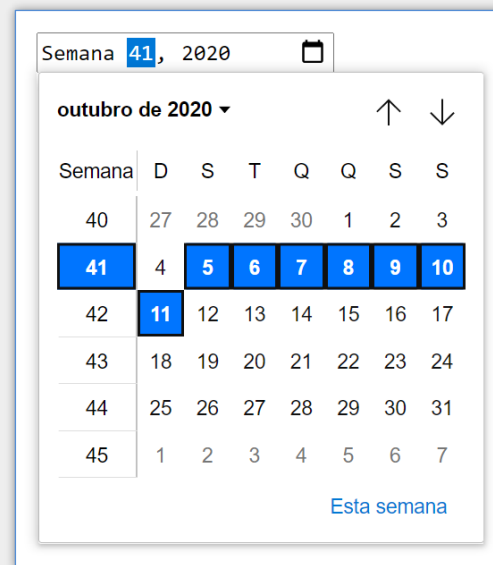 Semana 41, 2020
outubro de 2020
Semana D S T Q Q S S
40 27 28 29 30 1 2 3
41 4 5 6 7 8 9 10
42 11 12 13 14 15 16 17
43 18 19 20 21 22 23 24
44 25 26 27 28 29 30 31
45 1 2 3 4 5 6 7
Esta semana